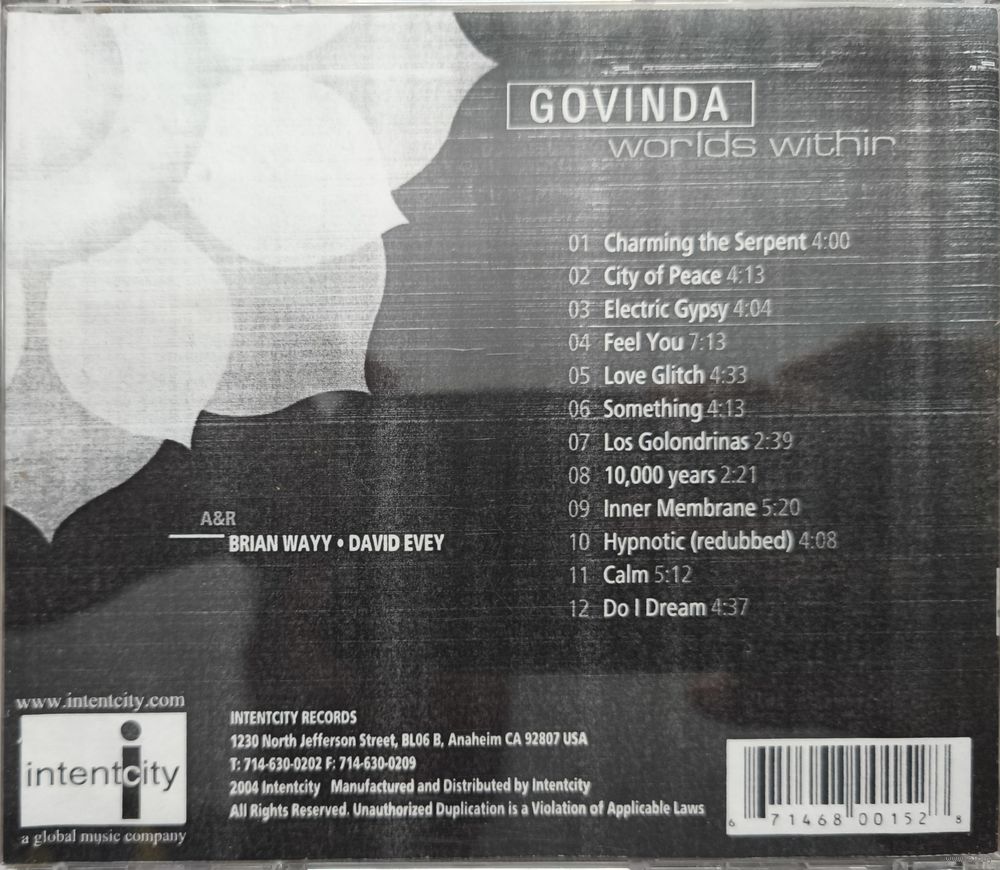 GOVINDA
worlds within
01 Charming the Serpent 4:00
02 City of Peace 4:13
03 Electric Gypsy 4:04
04 Feel You 7:13
05 Love Glitch 4:33
06 Something 4:13
07 Los Golondrinas 2:39
08 10,000 years 2:21
09 Inner Membrane 5:20
10 Hypnotic (redubbed) 4:08
11 Calm 5:12
12 Do I Dream 4:37
A&R
BRIAN WAYY • DAVID EVEY
www.intentcity.com
intentcity
a global music company
INTENTCITY RECORDS
1230 North Jefferson Street, BL06 B, Anaheim CA 92807 USA
T: 714-630-0202 F: 714-630-0209
2004 Intentcity Manufactured and Distributed by Intentcity
All Rights Reserved. Unauthorized Duplication is a Violation of Applicable Laws
6 71468 00152 8